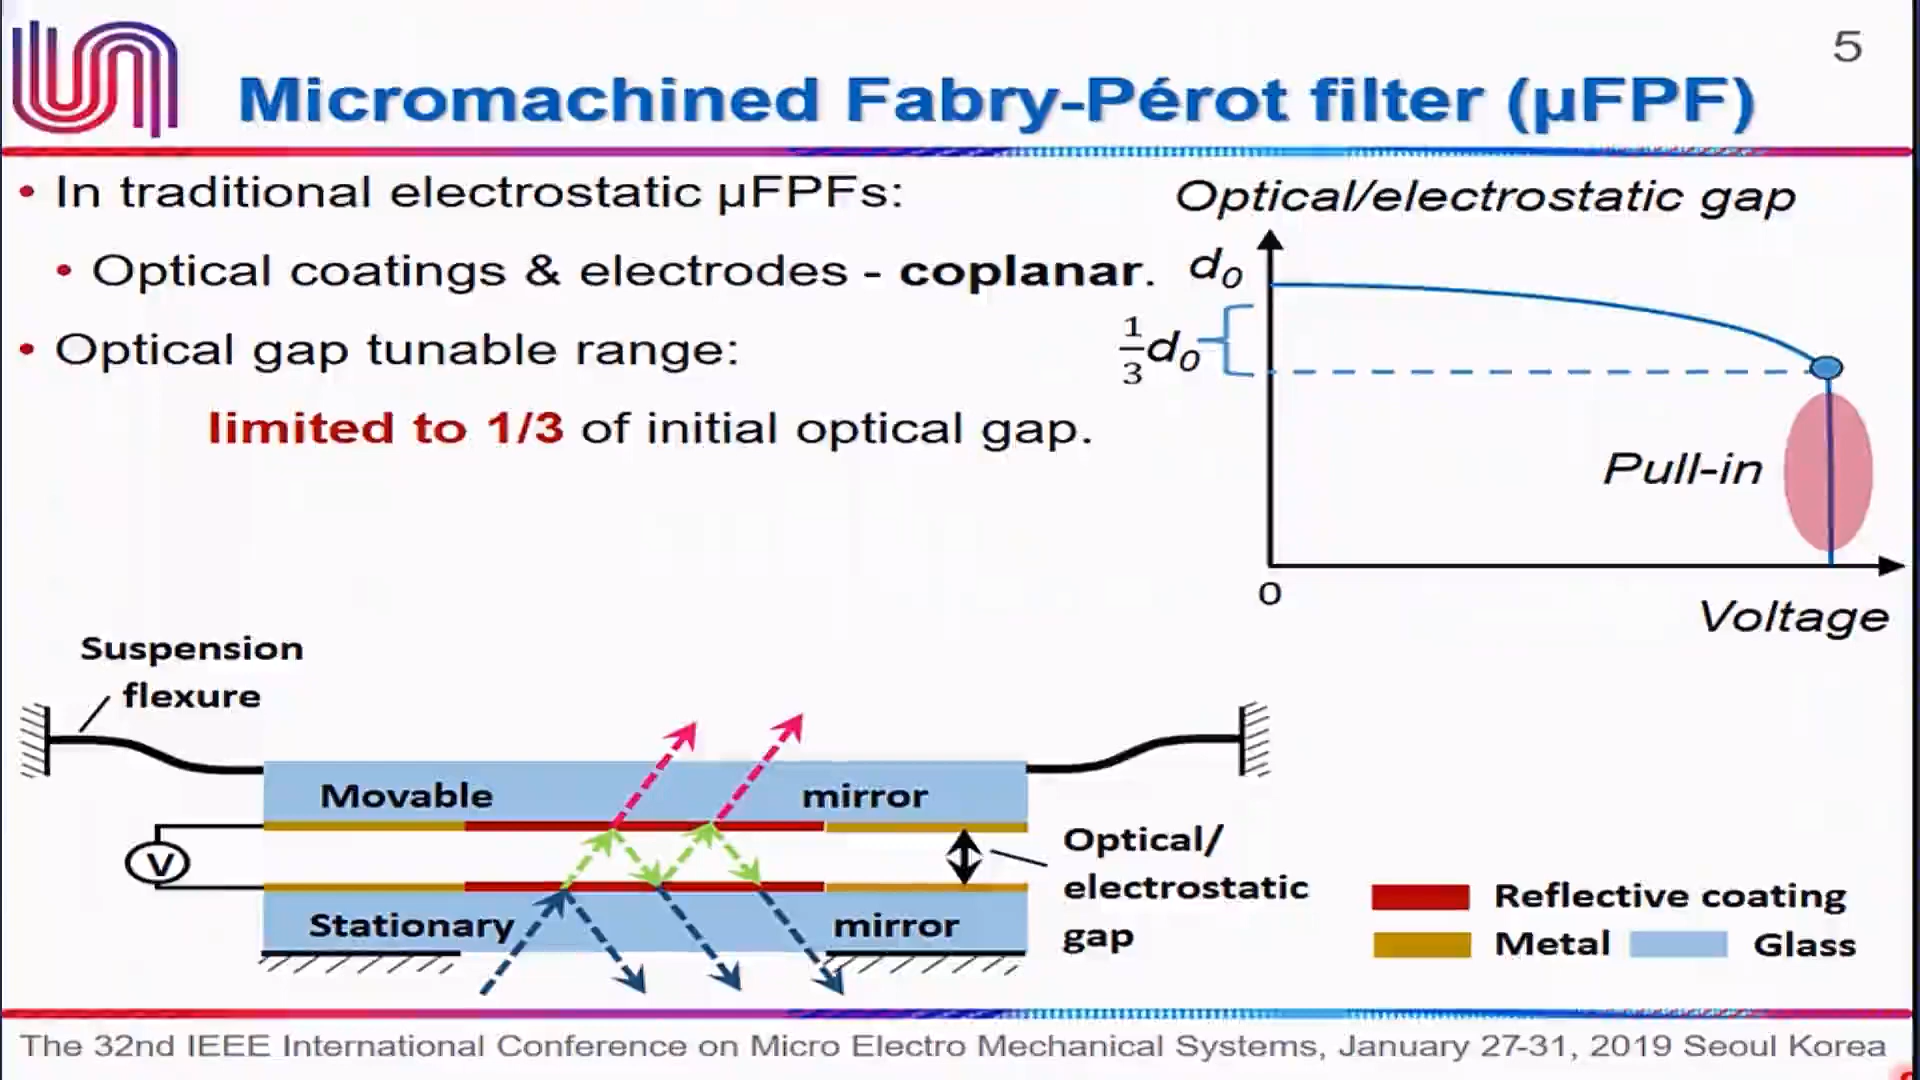 5
Micromachined Fabry-Pérot filter (µFPF)
• In traditional electrostatic µFPFs:
• Optical coatings & electrodes - coplanar.
• Optical gap tunable range:
limited to 1/3 of initial optical gap.
Optical/electrostatic gap
d₀
1/3 d₀
Pull-in
0
Voltage
Suspension
flexure
Movable mirror
V
Stationary mirror
Optical/
electrostatic
gap
Reflective coating
Metal Glass
The 32nd IEEE International Conference on Micro Electro Mechanical Systems, January 27-31, 2019 Seoul Korea